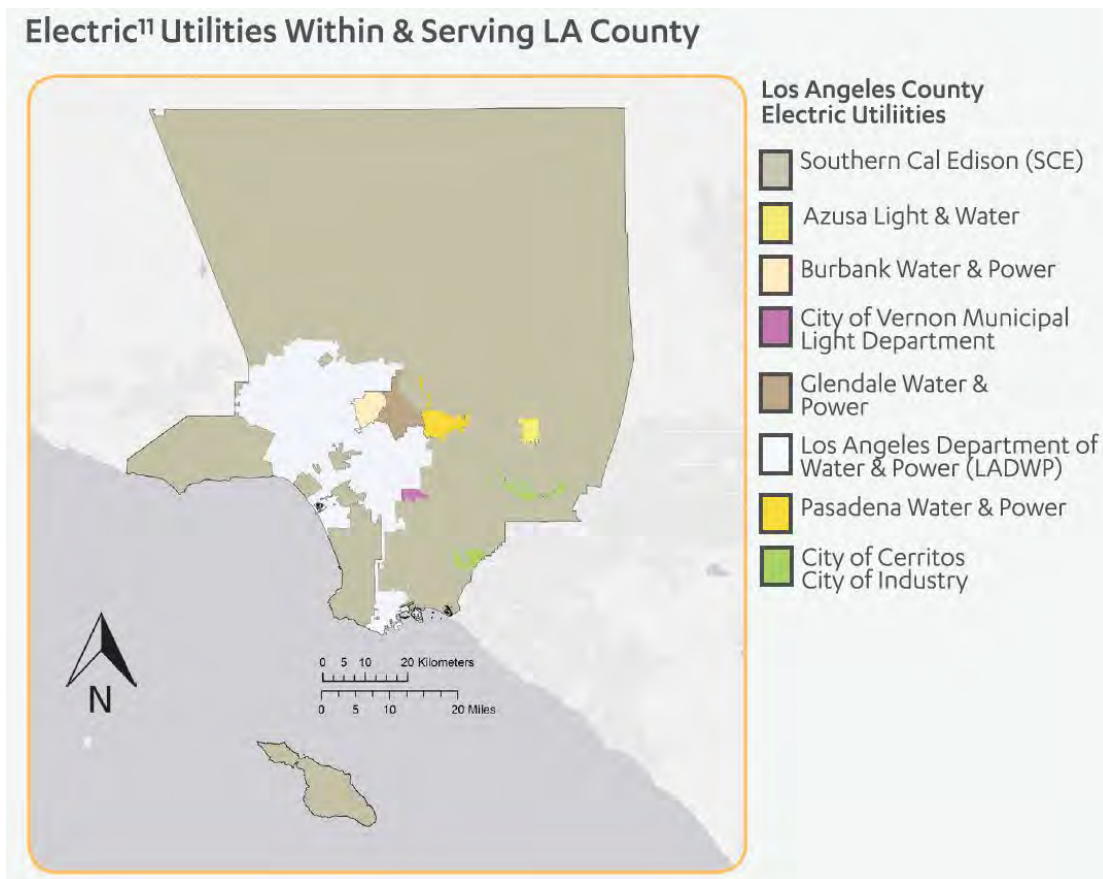 Electric¹¹ Utilities Within & Serving LA County
Los Angeles County
Electric Utiliities
Southern Cal Edison (SCE)
Azusa Light & Water
Burbank Water & Power
City of Vernon Municipal
Light Department
Glendale Water &
Power
Los Angeles Department of
Water & Power (LADWP)
Pasadena Water & Power
City of Cerritos
City of Industry
N
0 5 10 20 Kilometers
0 5 10 20 Miles